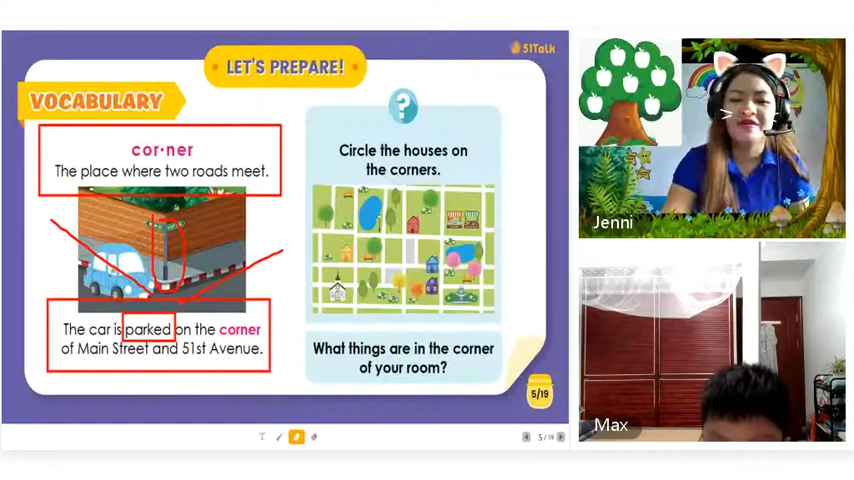 LET'S PREPARE!
51Talk
VOCABULARY
cor·ner
The place where two roads meet.
The car is parked on the corner
of Main Street and 51st Avenue.
?
Circle the houses on
the corners.
What things are in the corner
of your room?
5/19
T
5/19
Jenni
Max